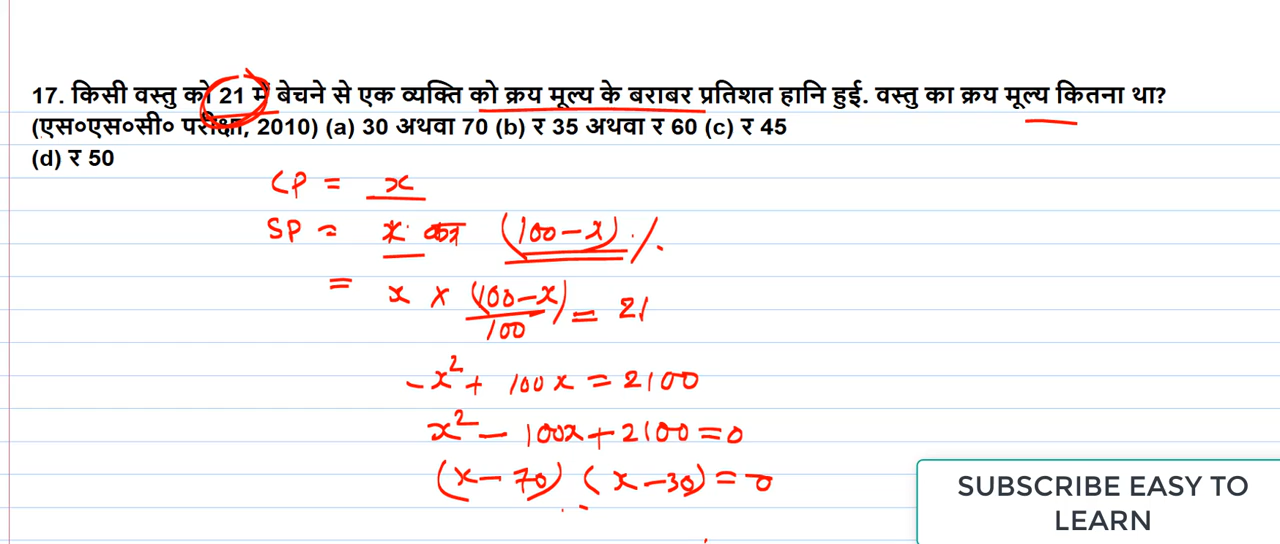 17. किसी वस्तु को 21 में बेचने से एक व्यक्ति को क्रय मूल्य के बराबर प्रतिशत हानि हुई. वस्तु का क्रय मूल्य कितना था?
(एस०एस०सी० परीक्षा, 2010) (a) 30 अथवा 70 (b) र 35 अथवा र 60 (c) र 45
(d) र 50
CP = x
SP = x का (100-x)%
= x × (100-x)/100 = 21
-x² + 100x = 2100
x² - 100x + 2100 = 0
(x-70) (x-30) = 0
SUBSCRIBE EASY TO
LEARN